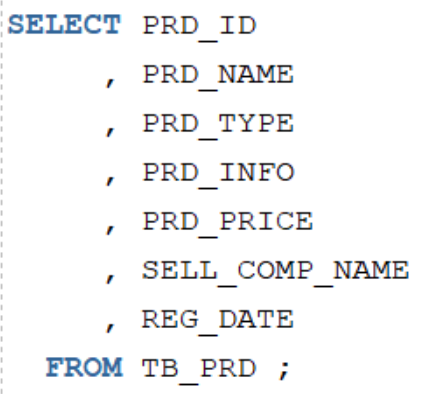 SELECT PRD_ID
, PRD_NAME
, PRD_TYPE
, PRD_INFO
, PRD_PRICE
, SELL_COMP_NAME
, REG_DATE
FROM TB_PRD ;